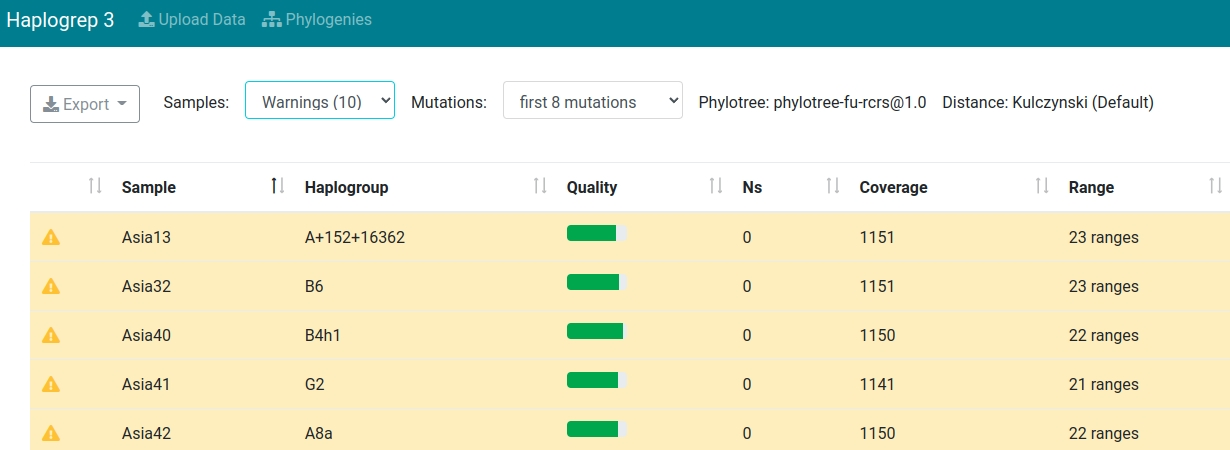 Haplogrep 3 Upload Data Phylogenies
Export Samples: Warnings (10) Mutations: first 8 mutations Phylotree: phylotree-fu-rcrs@1.0 Distance: Kulczynski (Default)
Sample Haplogroup Quality Ns Coverage Range
Asia13 A+152+16362 0 1151 23 ranges
Asia32 B6 0 1151 23 ranges
Asia40 B4h1 0 1150 22 ranges
Asia41 G2 0 1141 21 ranges
Asia42 A8a 0 1150 22 ranges